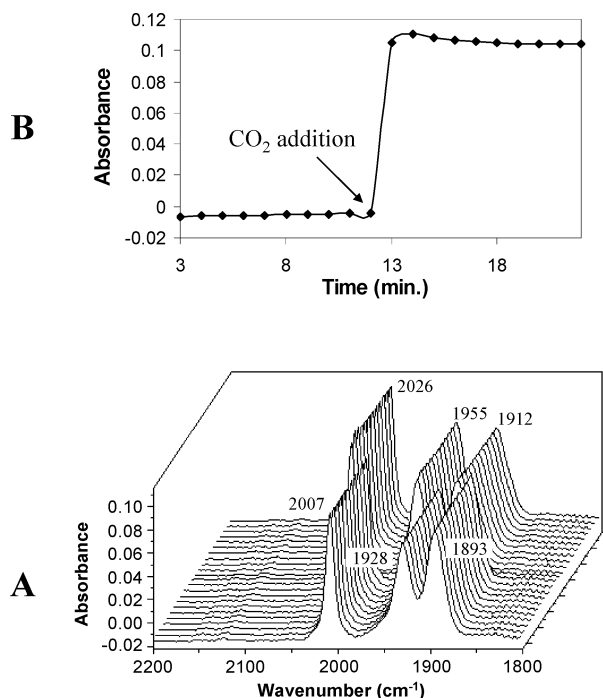 B
Absorbance
0.12
0.1
0.08
0.06
0.04
0.02
0
-0.02
CO₂ addition
3 8 13 18
Time (min.)
A
Absorbance
0.10
0.08
0.06
0.04
0.02
0.00
-0.02
2026
1955 1912
2007
1928 1893
2200 2100 2000 1900 1800
Wavenumber (cm⁻¹)